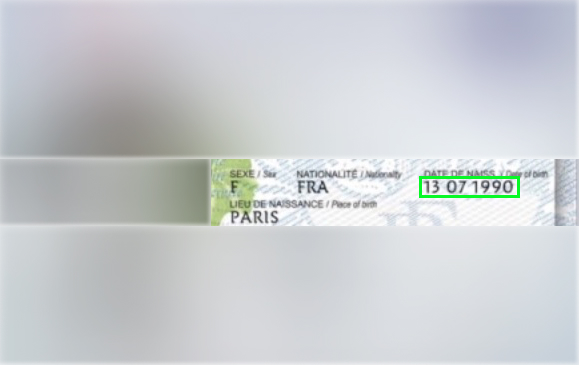 SEXE / Sex NATIONALITÉ / Nationality DATE DE NAISS. / Date of birth
F FRA 13 07 1990
LIEU DE NAISSANCE / Place of birth
PARIS